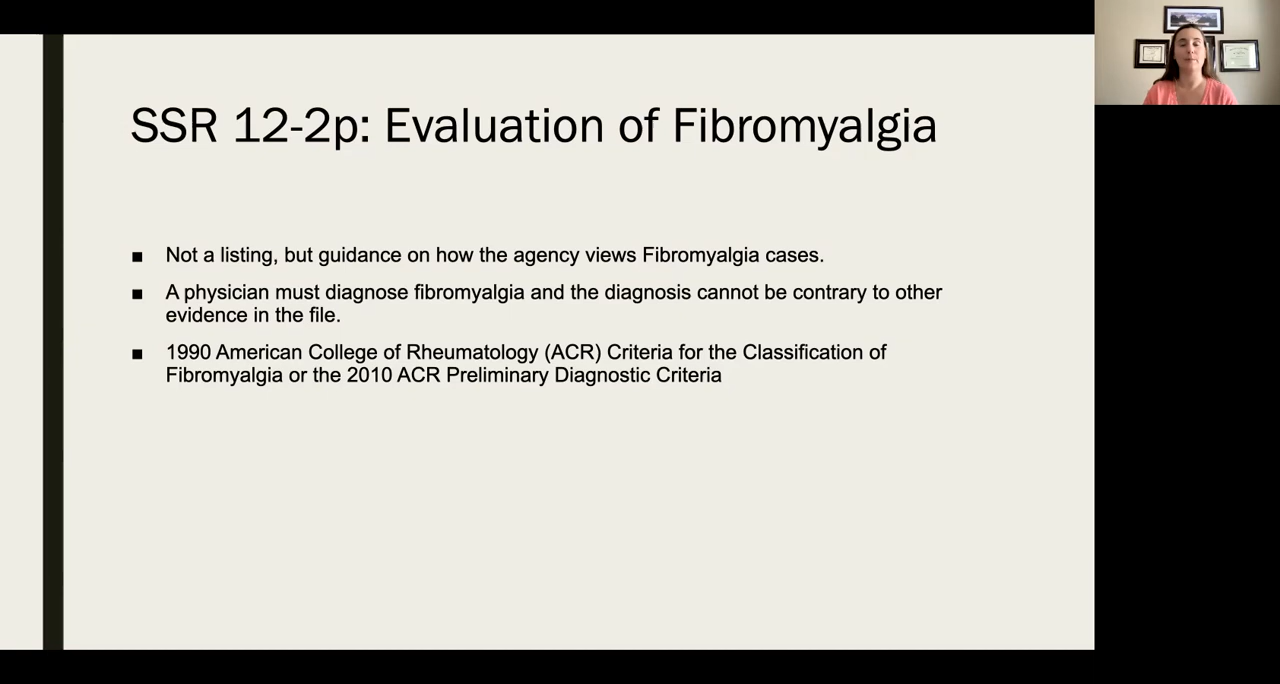 SSR 12-2p: Evaluation of Fibromyalgia
■ Not a listing, but guidance on how the agency views Fibromyalgia cases.
■ A physician must diagnose fibromyalgia and the diagnosis cannot be contrary to other
evidence in the file.
■ 1990 American College of Rheumatology (ACR) Criteria for the Classification of
Fibromyalgia or the 2010 ACR Preliminary Diagnostic Criteria